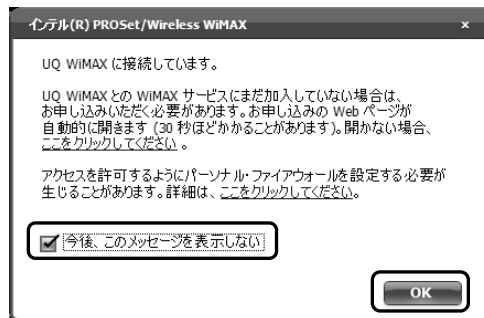 インテル(R) PROSet/Wireless WiMAX x
UQ WiMAX に接続しています。
UQ WiMAX との WiMAX サービスにまだ加入していない場合は、
お申し込みいただく必要があります。お申し込みの Web ページが
自動的に開きます (30 秒ほどかかることがあります)。開かない場合、
ここをクリックしてください 。
アクセスを許可するようにパーソナル・ファイアウォールを設定する必要が
生じることがあります。詳細は、ここをクリックしてください。
今後、このメッセージを表示しない
OK